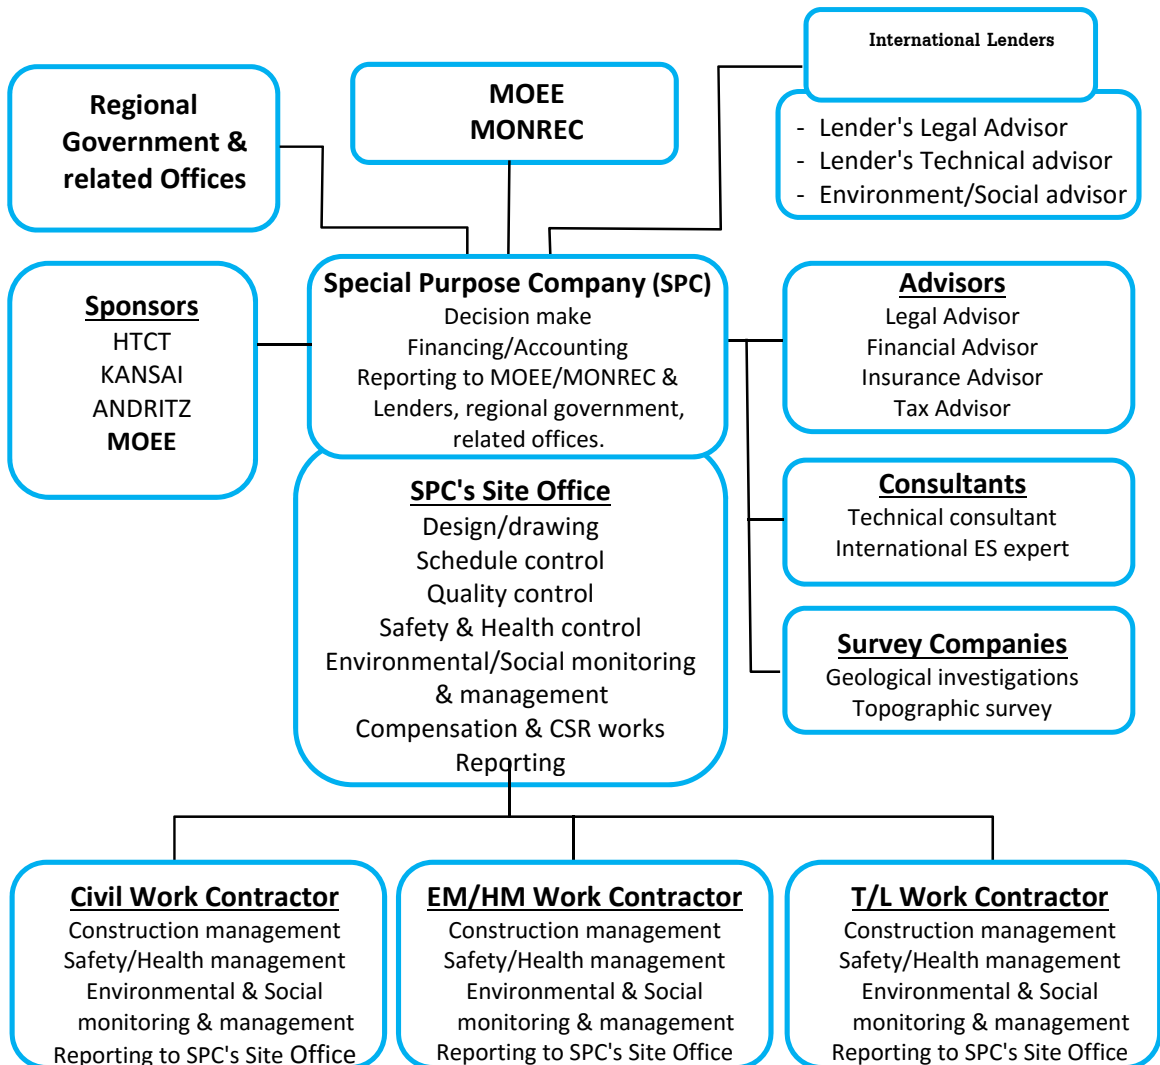 International Lenders
Regional
Government &
related Offices
MOEE
MONREC
- Lender's Legal Advisor
- Lender's Technical advisor
- Environment/Social advisor
Sponsors
HTCT
KANSAI
ANDRITZ
MOEE
Special Purpose Company (SPC)
Decision make
Financing/Accounting
Reporting to MOEE/MONREC &
Lenders, regional government,
related offices.
Advisors
Legal Advisor
Financial Advisor
Insurance Advisor
Tax Advisor
SPC's Site Office
Design/drawing
Schedule control
Quality control
Safety & Health control
Environmental/Social monitoring
& management
Compensation & CSR works
Reporting
Consultants
Technical consultant
International ES expert
Survey Companies
Geological investigations
Topographic survey
Civil Work Contractor
Construction management
Safety/Health management
Environmental & Social
monitoring & management
Reporting to SPC's Site Office
EM/HM Work Contractor
Construction management
Safety/Health management
Environmental & Social
monitoring & management
Reporting to SPC's Site Office
T/L Work Contractor
Construction management
Safety/Health management
Environmental & Social
monitoring & management
Reporting to SPC's Site Office